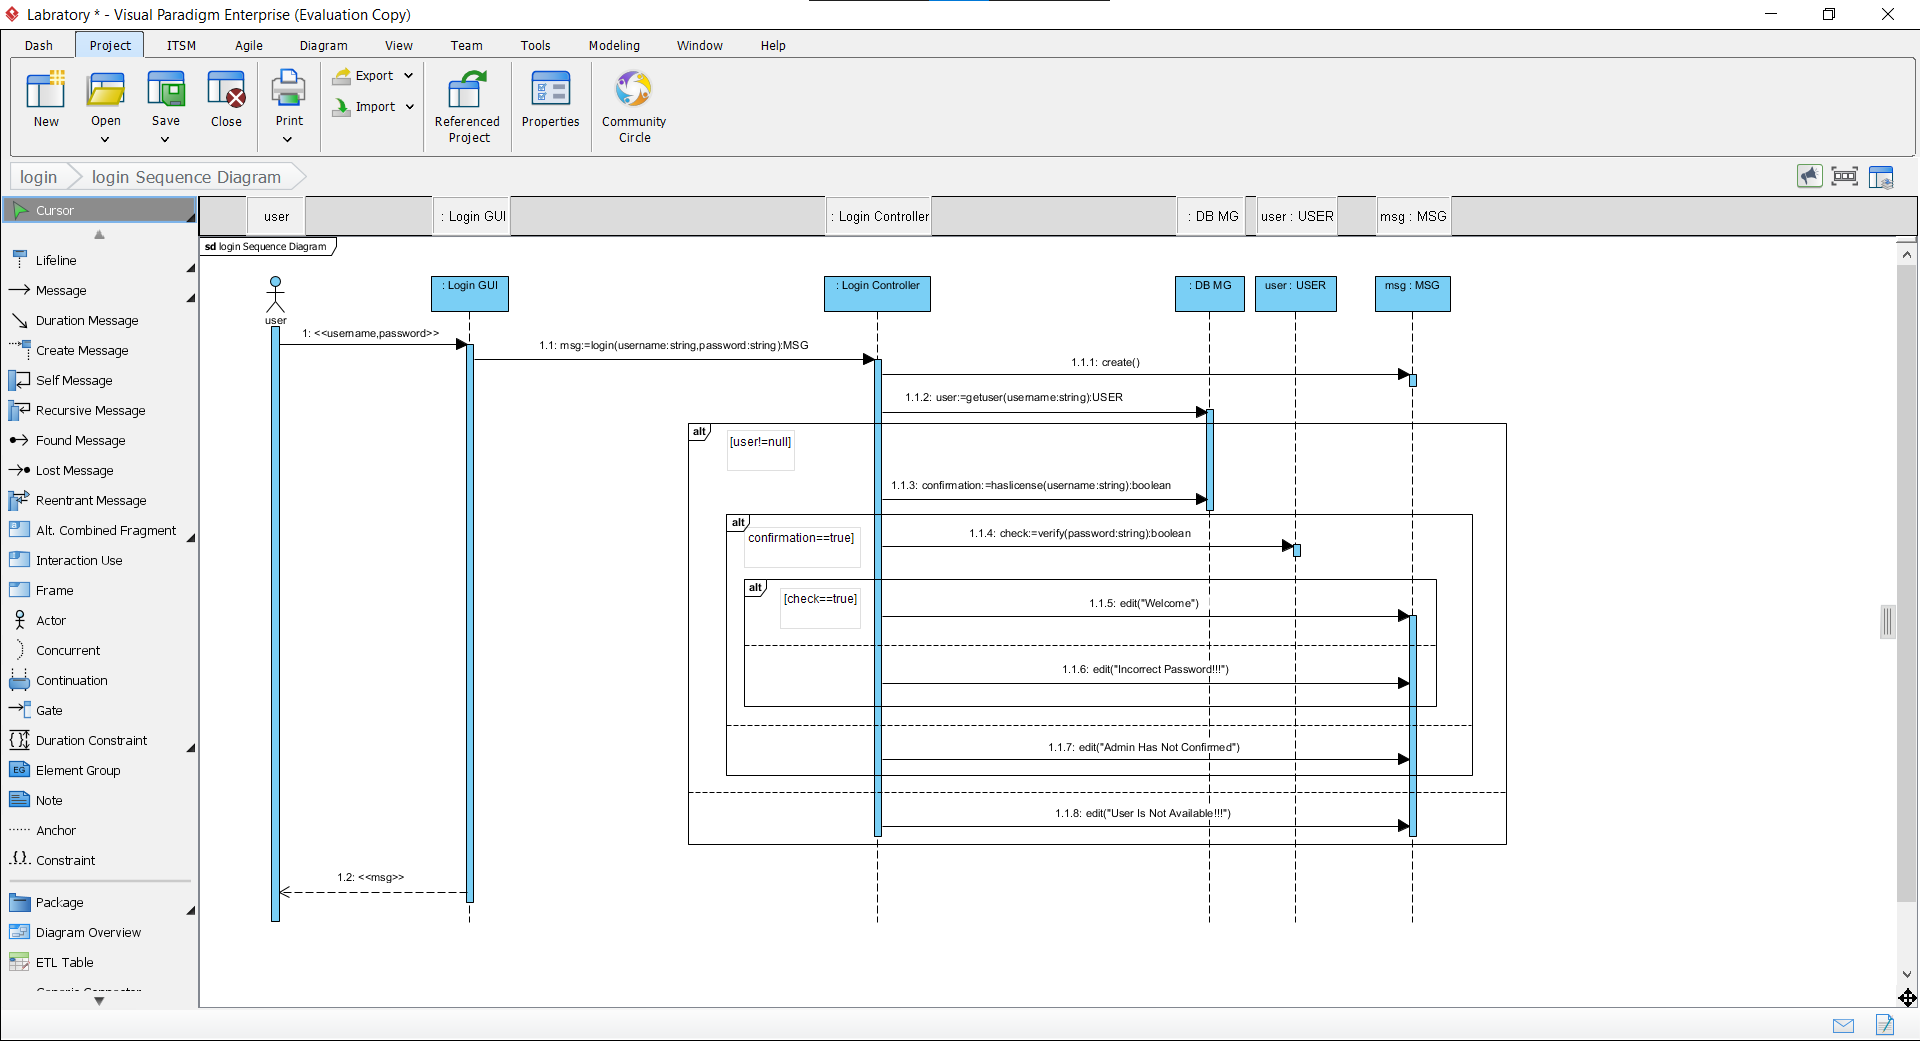 Labratory * - Visual Paradigm Enterprise (Evaluation Copy)
Dash Project ITSM Agile Diagram View Team Tools Modeling Window Help
New Open Save Close Print Export Import Referenced Project Properties Community Circle
login login Sequence Diagram
Cursor
Lifeline
Message
Duration Message
Create Message
Self Message
Recursive Message
Found Message
Lost Message
Reentrant Message
Alt. Combined Fragment
Interaction Use
Frame
Actor
Concurrent
Continuation
Gate
Duration Constraint
EG Element Group
Note
Anchor
{.} Constraint
Package
Diagram Overview
ETL Table
user : Login GUI : Login Controller : DB MG user : USER msg : MSG
sd login Sequence Diagram
: Login GUI : Login Controller : DB MG user : USER msg : MSG
user
1: <<username,password>>
1.1: msg:=login(username:string,password:string):MSG
1.1.1: create()
1.1.2: user:=getuser(username:string):USER
alt
[user!=null]
1.1.3: confirmation:=haslicense(username:string):boolean
alt
confirmation==true]
1.1.4: check:=verify(password:string):boolean
alt
[check==true]
1.1.5: edit("Welcome")
1.1.6: edit("Incorrect Password!!!")
1.1.7: edit("Admin Has Not Confirmed")
1.1.8: edit("User Is Not Available!!!")
1.2: <<msg>>